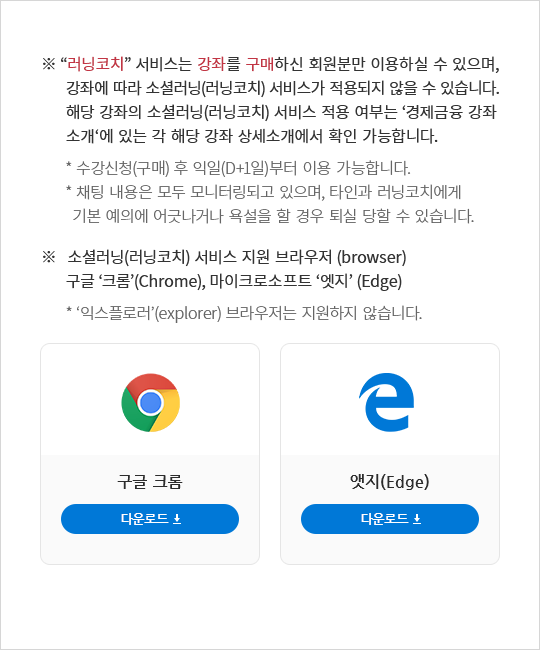 ※ “러닝코치” 서비스는 강좌를 구매하신 회원분만 이용하실 수 있으며,
강좌에 따라 소셜러닝(러닝코치) 서비스가 적용되지 않을 수 있습니다.
해당 강좌의 소셜러닝(러닝코치) 서비스 적용 여부는 ‘경제금융 강좌
소개‘에 있는 각 해당 강좌 상세소개에서 확인 가능합니다.
* 수강신청(구매) 후 익일(D+1일)부터 이용 가능합니다.
* 채팅 내용은 모두 모니터링되고 있으며, 타인과 러닝코치에게
기본 예의에 어긋나거나 욕설을 할 경우 퇴실 당할 수 있습니다.
※ 소셜러닝(러닝코치) 서비스 지원 브라우저 (browser)
구글 ‘크롬’(Chrome), 마이크로소프트 ‘엣지’ (Edge)
* ‘익스플로러’(explorer) 브라우저는 지원하지 않습니다.
구글 크롬
앳지(Edge)
다운로드
다운로드